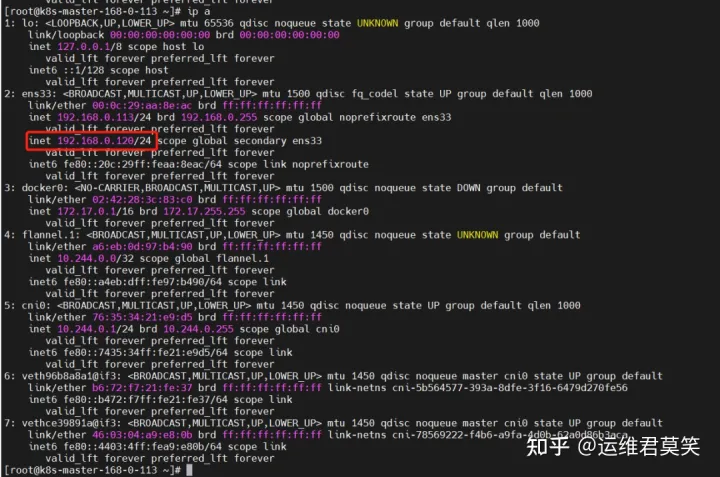 valid_lft forever preferred_lft forever
[root@k8s-master-168-0-113 ~]# ip a
1: lo: <LOOPBACK,UP,LOWER_UP> mtu 65536 qdisc noqueue state UNKNOWN group default qlen 1000
link/loopback 00:00:00:00:00:00 brd 00:00:00:00:00:00
inet 127.0.0.1/8 scope host lo
valid_lft forever preferred_lft forever
inet6 ::1/128 scope host
valid_lft forever preferred_lft forever
2: ens33: <BROADCAST,MULTICAST,UP,LOWER_UP> mtu 1500 qdisc fq_codel state UP group default qlen 1000
link/ether 00:0c:29:aa:8e:ac brd ff:ff:ff:ff:ff:ff
inet 192.168.0.113/24 brd 192.168.0.255 scope global noprefixroute ens33
valid_lft forever preferred_lft forever
inet 192.168.0.120/24 scope global secondary ens33
valid_lft forever preferred_lft forever
inet6 fe80::20c:29ff:feaa:8eac/64 scope link noprefixroute
valid_lft forever preferred_lft forever
3: docker0: <NO-CARRIER,BROADCAST,MULTICAST,UP> mtu 1500 qdisc noqueue state DOWN group default
link/ether 02:42:28:3c:83:c0 brd ff:ff:ff:ff:ff:ff
inet 172.17.0.1/16 brd 172.17.255.255 scope global docker0
valid_lft forever preferred_lft forever
4: flannel.1: <BROADCAST,MULTICAST,UP,LOWER_UP> mtu 1450 qdisc noqueue state UNKNOWN group default
link/ether a6:eb:0d:97:b4:90 brd ff:ff:ff:ff:ff:ff
inet 10.244.0.0/32 scope global flannel.1
valid_lft forever preferred_lft forever
inet6 fe80::a4eb:dff:fe97:b490/64 scope link
valid_lft forever preferred_lft forever
5: cni0: <BROADCAST,MULTICAST,UP,LOWER_UP> mtu 1450 qdisc noqueue state UP group default qlen 1000
link/ether 76:35:34:21:e9:d5 brd ff:ff:ff:ff:ff:ff
inet 10.244.0.1/24 brd 10.244.0.255 scope global cni0
valid_lft forever preferred_lft forever
inet6 fe80::7435:34ff:fe21:e9d5/64 scope link
valid_lft forever preferred_lft forever
6: veth96b8a8a1@if3: <BROADCAST,MULTICAST,UP,LOWER_UP> mtu 1450 qdisc noqueue master cni0 state UP group default
link/ether b6:72:f7:21:fe:37 brd ff:ff:ff:ff:ff:ff link-netns cni-5b564577-393a-8dfe-3f16-6479d270fe56
inet6 fe80::b472:f7ff:fe21:fe37/64 scope link
valid_lft forever preferred_lft forever
7: vethce39891a@if3: <BROADCAST,MULTICAST,UP,LOWER_UP> mtu 1450 qdisc noqueue master cni0 state UP group default
link/ether 46:03:04:a9:e8:0b brd ff:ff:ff:ff:ff:ff link-netns cni-78569222-f4b6-a9fa-4d0b-62a0d86b3aca
inet6 fe80::4403:4ff:fea9:e80b/64 scope link
valid_lft forever preferred_lft forever
[root@k8s-master-168-0-113 ~]#
知乎 @运维君莫笑